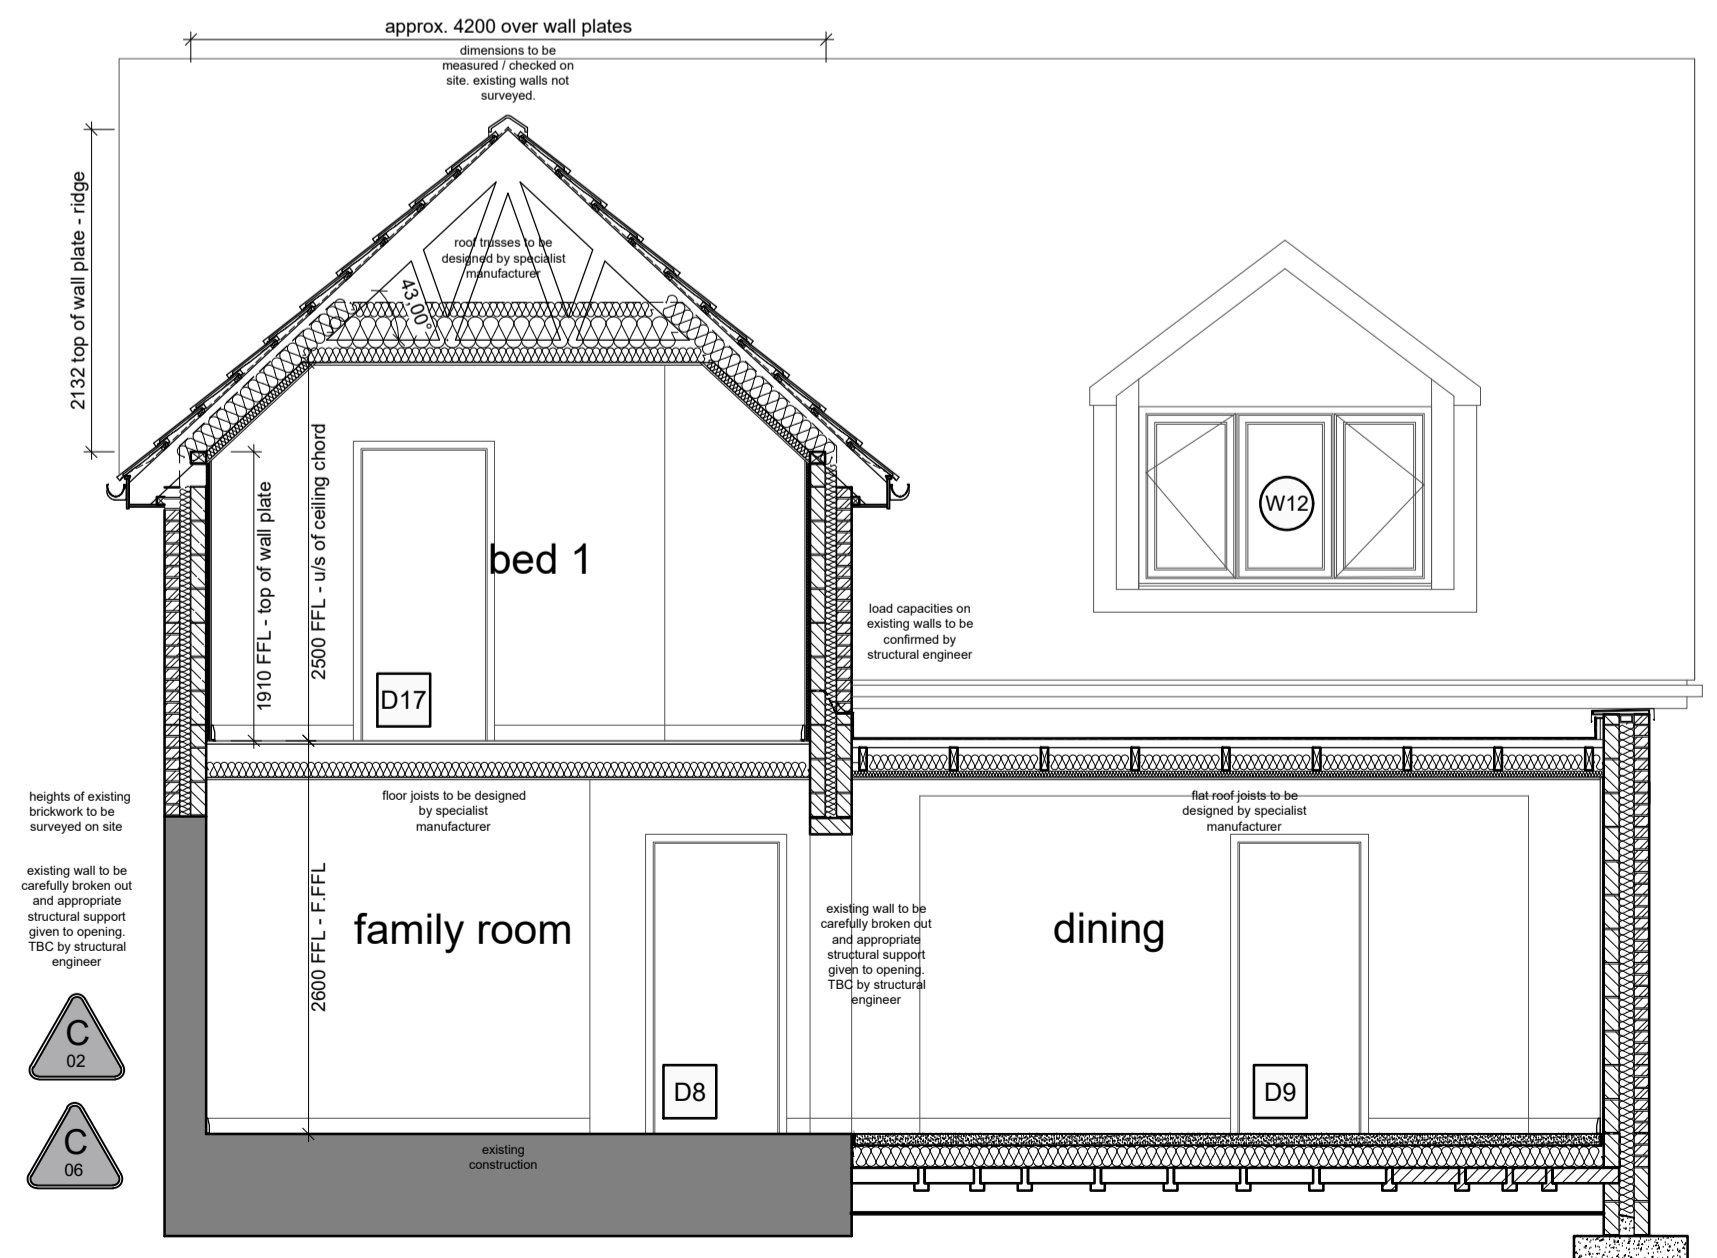 approx. 4200 over wall plates
dimensions to be
measured / checked on
site. existing walls not
surveyed.
2132 top of wall plate - ridge
roof trusses to be
designed by specialist
manufacturer
43,00°
W12
1910 FFL - top of wall plate
2500 FFL - u/s of ceiling chord
bed 1
D17
load capacities on
existing walls to be
confirmed by
structural engineer
heights of existing
brickwork to be
surveyed on site
floor joists to be designed
by specialist
manufacturer
flat roof joists to be
designed by specialist
manufacturer
existing wall to be
carefully broken out
and appropriate
structural support
given to opening.
TBC by structural
engineer
2600 FFL - F.FFL
family room
existing wall to be
carefully broken out
and appropriate
structural support
given to opening.
TBC by structural
engineer
dining
C
02
D8
D9
C
06
existing
construction